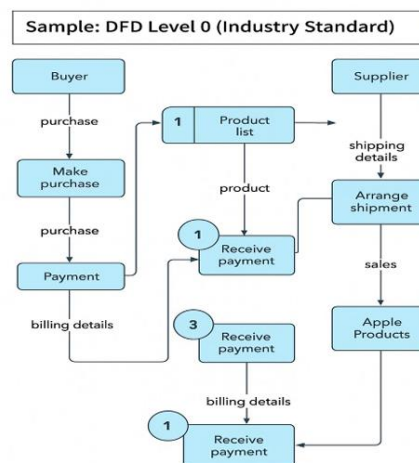 Sample: DFD Level 0 (Industry Standard)
Buyer
Supplier
purchase
1
Product
list
shipping
details
Make
purchase
product
Arrange
shipment
purchase
1
Receive
payment
Payment
sales
billing details
3
Receive
payment
Apple
Products
billing details
1
Receive
payment